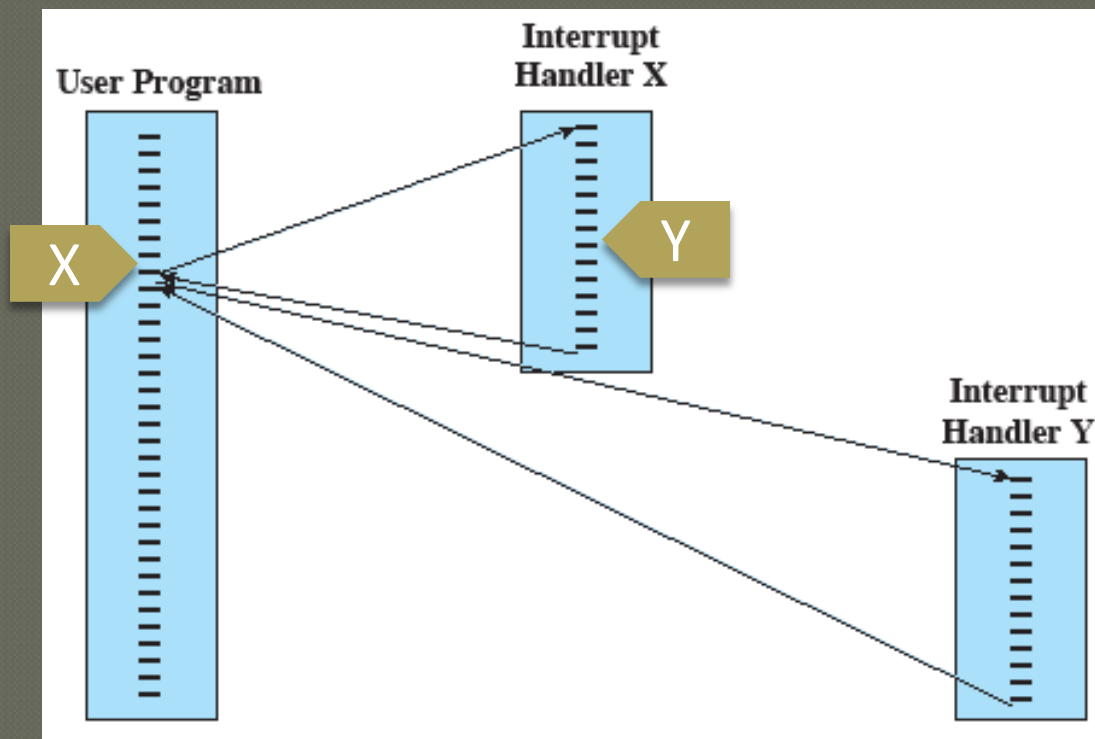 User Program
Interrupt
Handler X
X
Y
Interrupt
Handler Y